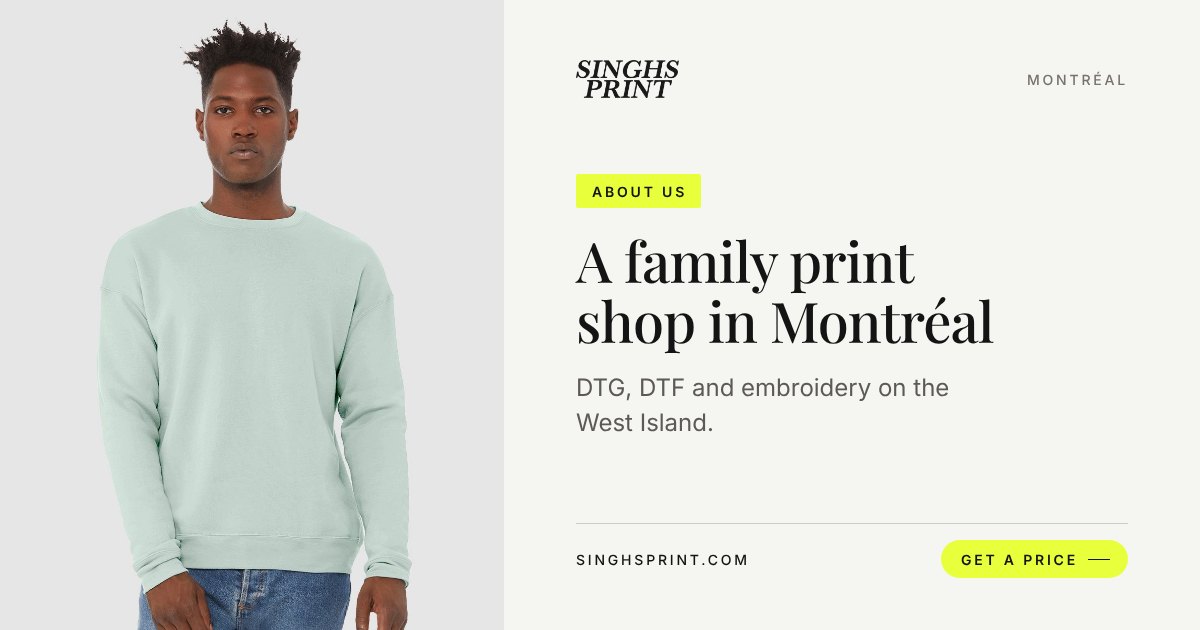 SINGHS
PRINT
MONTRÉAL
ABOUT US
A family print
shop in Montréal
DTG, DTF and embroidery on the
West Island.
SINGHSPRINT.COM
GET A PRICE